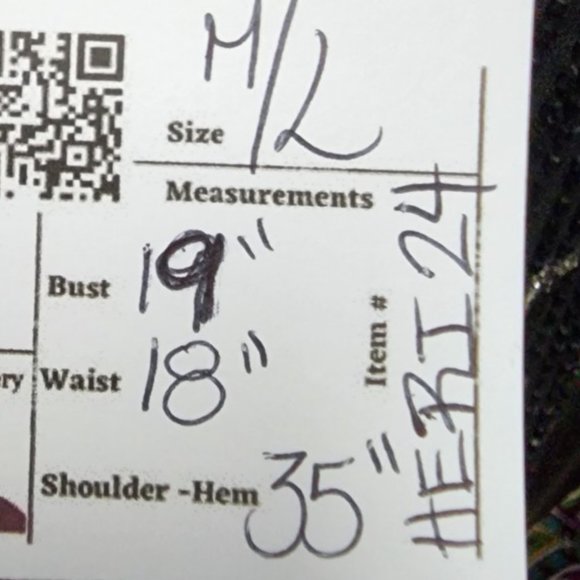 Size M/L
Measurements
Bust 19"
Waist 18"
Shoulder -Hem 35"
Item # HERI24
ry